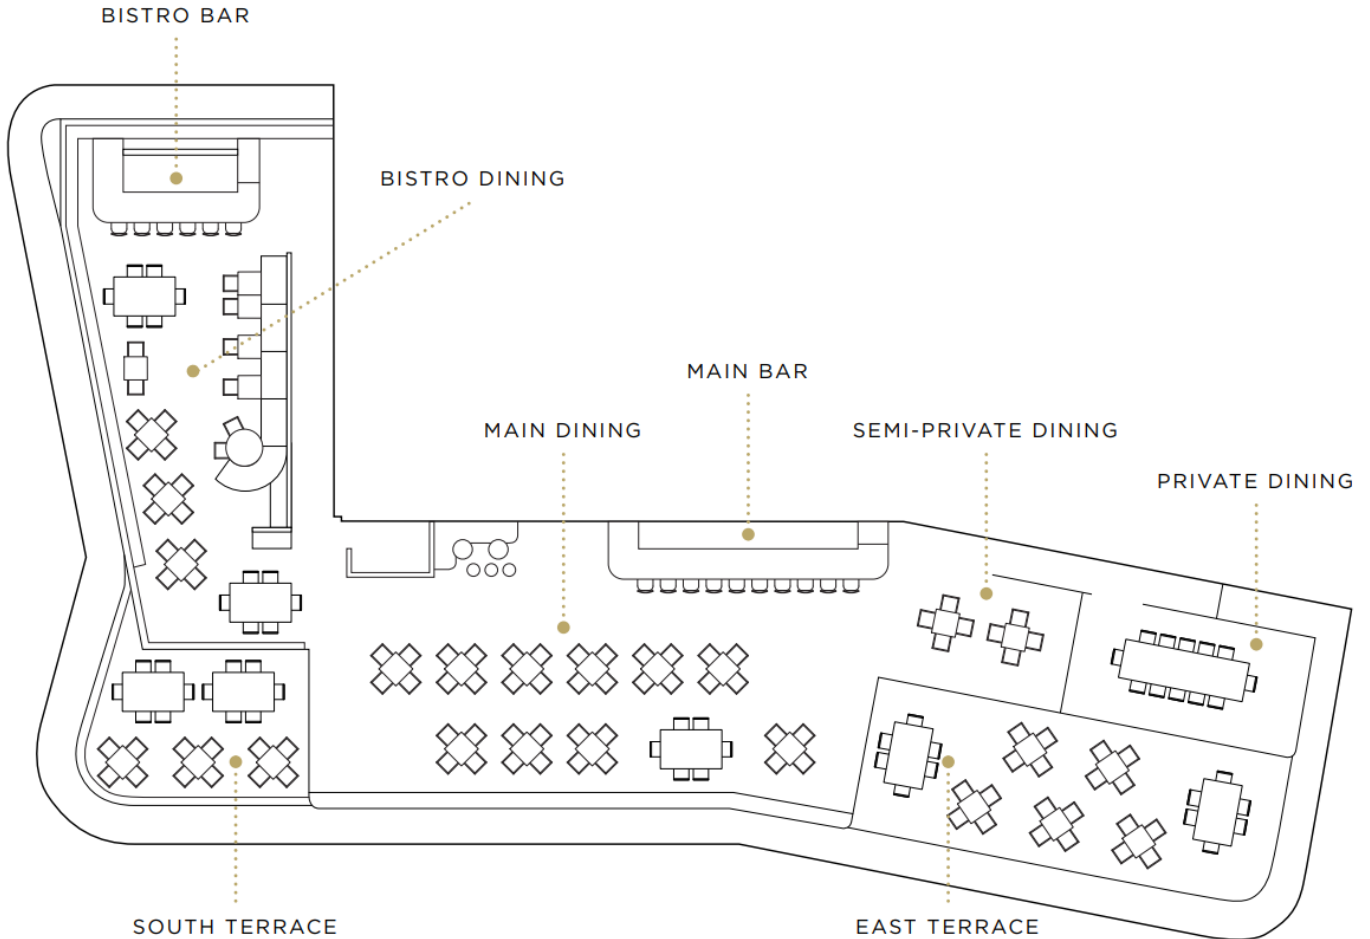 BISTRO BAR
BISTRO DINING
MAIN BAR
MAIN DINING
SEMI-PRIVATE DINING
PRIVATE DINING
SOUTH TERRACE
EAST TERRACE